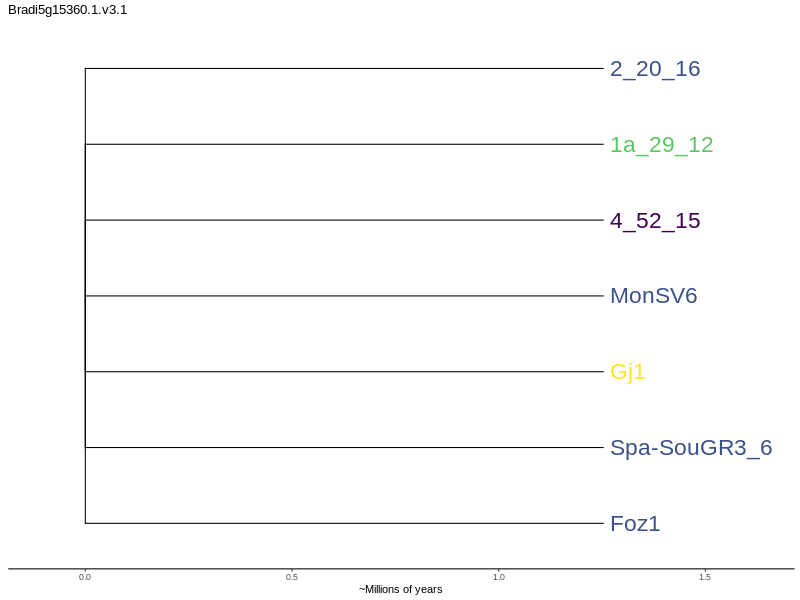 Bradi5g15360.1.v3.1
2_20_16
1a_29_12
4_52_15
MonSV6
Gj1
Spa-SouGR3_6
Foz1
0.0 0.5 1.0 1.5
~Millions of years